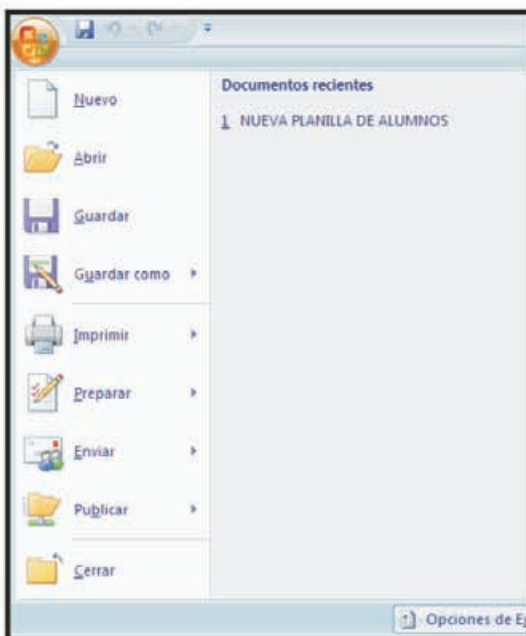 Nuevo
Abrir
Guardar
Guardar como
Imprimir
Preparar
Enviar
Publicar
Cerrar
Documentos recientes
1 NUEVA PLANILLA DE ALUMNOS
Opciones de